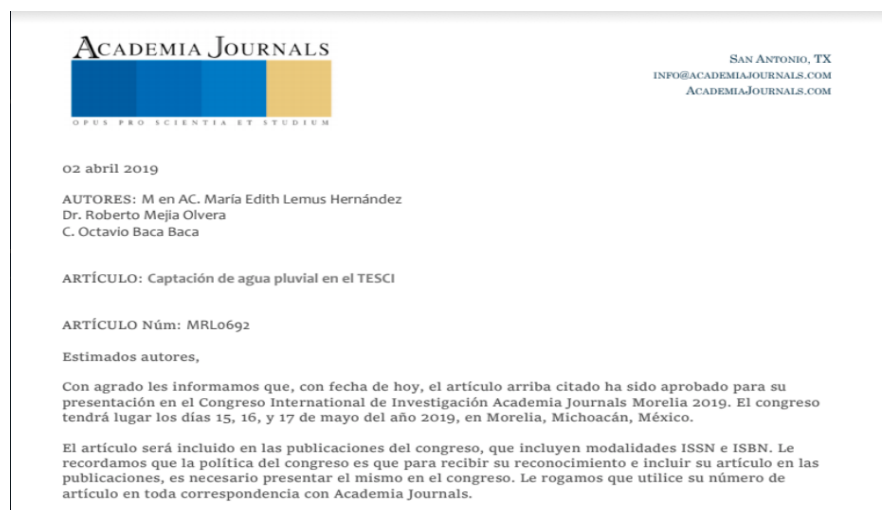 ACADEMIA JOURNALS
OPUS PRO SCIENTIA ET STUDIUM
SAN ANTONIO, TX
INFO@ACADEMIAJOURNALS.COM
ACADEMIAJOURNALS.COM
02 abril 2019
AUTORES: M en AC. María Edith Lemus Hernández
Dr. Roberto Mejia Olvera
C. Octavio Baca Baca
ARTÍCULO: Captación de agua pluvial en el TESCI
ARTÍCULO Núm: MRL0692
Estimados autores,
Con agrado les informamos que, con fecha de hoy, el artículo arriba citado ha sido aprobado para su
presentación en el Congreso International de Investigación Academia Journals Morelia 2019. El congreso
tendrá lugar los días 15, 16, y 17 de mayo del año 2019, en Morelia, Michoacán, México.
El artículo será incluido en las publicaciones del congreso, que incluyen modalidades ISSN e ISBN. Le
recordamos que la política del congreso es que para recibir su reconocimiento e incluir su artículo en las
publicaciones, es necesario presentar el mismo en el congreso. Le rogamos que utilice su número de
artículo en toda correspondencia con Academia Journals.